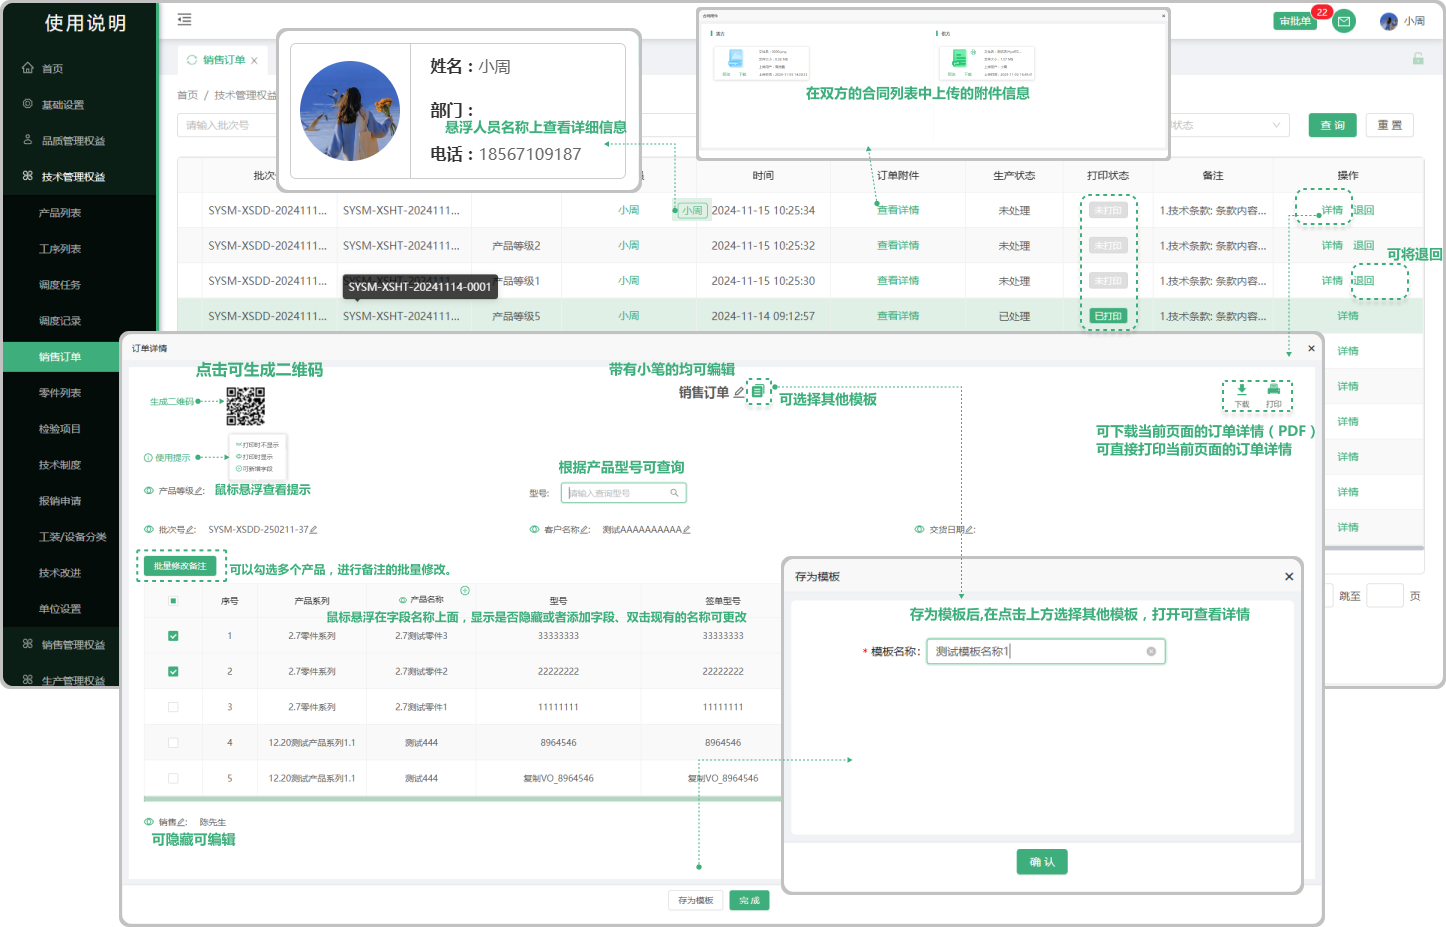 使用说明
首页
基础设置
品质管理权益
技术管理权益
产品列表
工序列表
调度任务
调度记录
销售订单
零件列表
检验项目
技术制度
报销申请
工装/设备分类
技术改进
单位设置
销售管理权益
生产管理权益
审批单 22 小周
销售订单 ×
首页 / 技术管理权益
请输入批次号
状态
查 询 重 置
姓名：小周
部门：
悬浮人员名称上查看详细信息
电话：18567109187
在双方的合同列表中上传的附件信息
批次 时间 订单附件 生产状态 打印状态 备注 操作
SYSM-XSDD-2024111... SYSM-XSHT-2024111... 小周 小周 2024-11-15 10:25:34 查看详情 未处理 未打印 1.技术条款: 条款内容... 详情 退回
SYSM-XSDD-2024111... SYSM-XSHT-2024111... 产品等级2 小周 2024-11-15 10:25:32 查看详情 未处理 未打印 1.技术条款: 条款内容... 详情 退回
可将退回
SYSM-XSDD-2024111... SYSM-XSHT-2024111... 产品等级1 小周 2024-11-15 10:25:30 查看详情 未处理 未打印 1.技术条款: 条款内容... 详情 退回
SYSM-XSHT-20241114-0001
SYSM-XSDD-2024111... SYSM-XSHT-2024111... 产品等级5 小周 2024-11-14 09:12:57 查看详情 已处理 已打印 1.技术条款: 条款内容... 详情
详情
详情
详情
详情
详情
详情
跳至 页
订单详情
点击可生成二维码
生成二维码
带有小笔的均可编辑
销售订单
可选择其他模板
下载 打印
可下载当前页面的订单详情（PDF）
可直接打印当前页面的订单详情
使用提示
打印时不显示
打印时显示
可新增字段
鼠标悬浮查看提示
产品等级:
根据产品型号可查询
型号: 请输入查询型号
批次号: SYSM-XSDD-250211-37
客户名称: 测试AAAAAAAAAA
交货日期:
批量修改备注
可以勾选多个产品，进行备注的批量修改。
序号 产品系列 产品名称 型号 签单型号
鼠标悬浮在字段名称上面，显示是否隐藏或者添加字段、双击现有的名称可更改
1 2.7零件系列 2.7测试零件3 33333333 33333333
2 2.7零件系列 2.7测试零件2 22222222 22222222
3 2.7零件系列 2.7测试零件1 11111111 11111111
4 12.20测试产品系列1.1 测试444 8964546 8964546
5 12.20测试产品系列1.1 测试444 复制VO_8964546 复制VO_8964546
销售: 陈先生
可隐藏可编辑
存为模板 完 成
存为模板
存为模板后,在点击上方选择其他模板，打开可查看详情
* 模板名称: 测试模板名称1
确 认